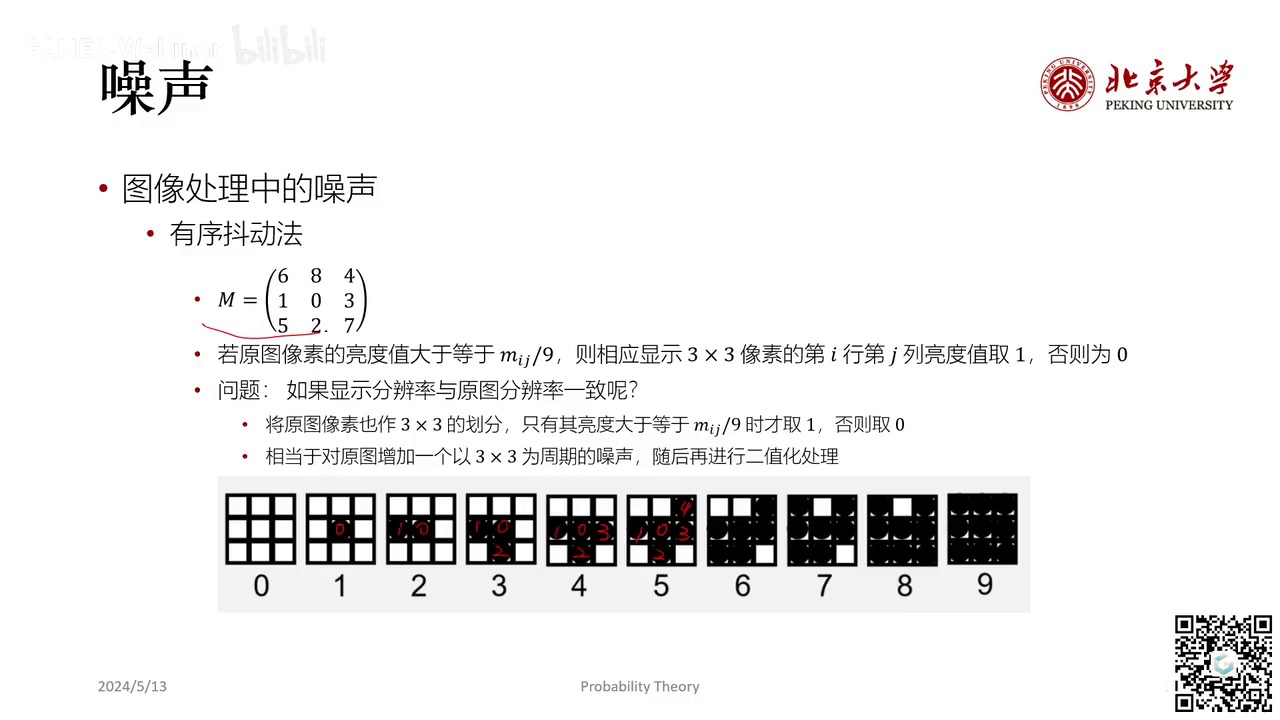 bilibili
噪声
北京大学
PEKING UNIVERSITY
• 图像处理中的噪声
• 有序抖动法
• M = (6 8 4
1 0 3
5 2 7)
• 若原图像素的亮度值大于等于 m_{ij}/9，则相应显示 3 × 3 像素的第 i 行第 j 列亮度值取 1，否则为 0
• 问题： 如果显示分辨率与原图分辨率一致呢？
• 将原图像素也作 3 × 3 的划分，只有其亮度大于等于 m_{ij}/9 时才取 1，否则取 0
• 相当于对原图增加一个以 3 × 3 为周期的噪声，随后再进行二值化处理
4
0 1 0 1 0 1 0 3 1 0 3
2 2 2
0 1 2 3 4 5 6 7 8 9
2024/5/13
Probability Theory